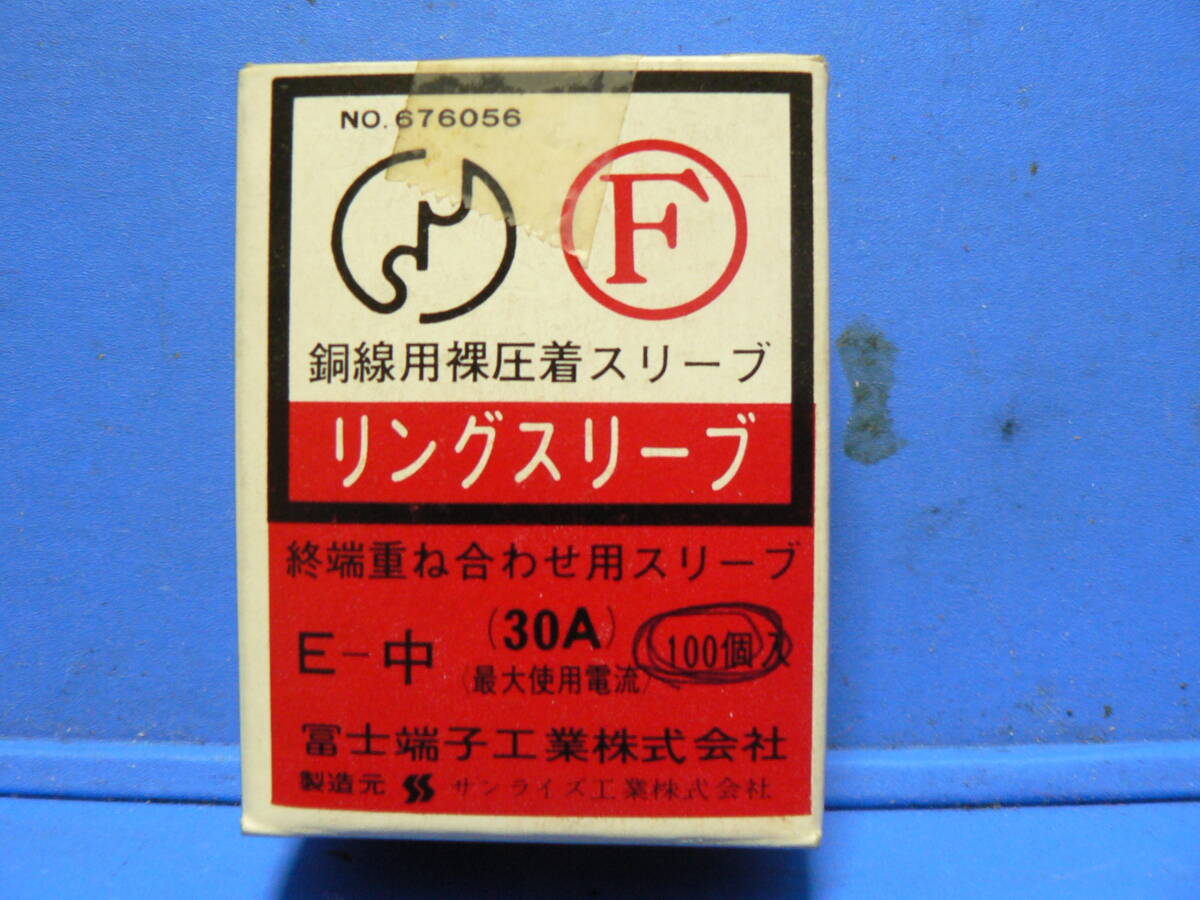 NO.676056
F
銅線用裸圧着スリーブ
リングスリーブ
終端重ね合わせ用スリーブ
E-中 (30A) 100個入
(最大使用電流)
冨士端子工業株式会社
製造元 サンライズ工業株式会社